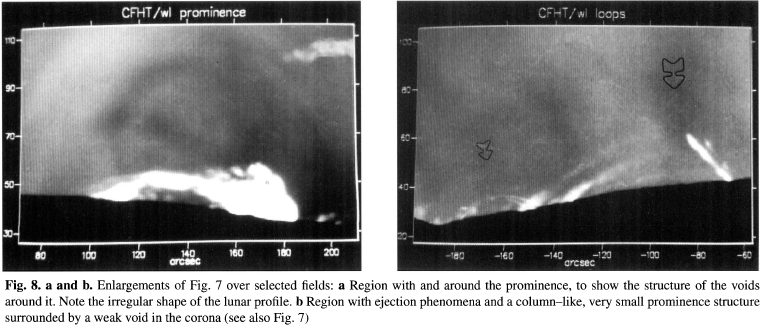 CFHT/wl prominence
110
90
70
50
30
80 100 120 140 160 180 200
arcsec
CFHT/wl loops
100
80
60
40
20
-180 -160 -140 -120 -100 -80 -60
arcsec
Fig. 8. a and b. Enlargements of Fig. 7 over selected fields: a Region with and around the prominence, to show the structure of the voids
around it. Note the irregular shape of the lunar profile. b Region with ejection phenomena and a column–like, very small prominence structure
surrounded by a weak void in the corona (see also Fig. 7)